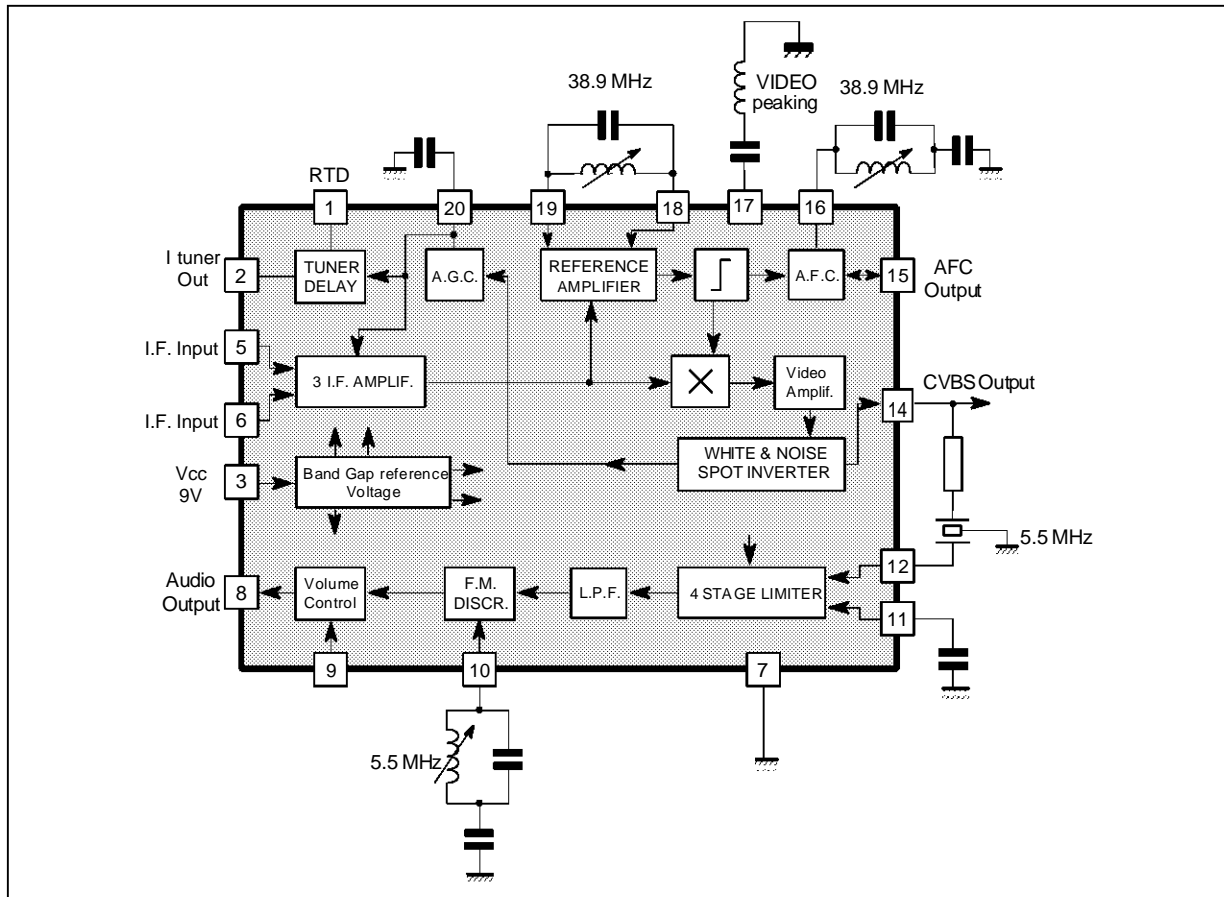 38.9 MHz
VIDEO
peaking
38.9 MHz
RTD
1
20
19
18
17
16
I tuner
Out
2
TUNER
DELAY
A.G.C.
REFERENCE
AMPLIFIER
A.F.C.
15
AFC
Output
I.F. Input
5
3 I.F. AMPLIF.
Video
Amplif.
CVBS Output
14
I.F. Input
6
WHITE & NOISE
SPOT INVERTER
Vcc
9V
3
Band Gap reference
Voltage
5.5 MHz
12
Audio
Output
8
Volume
Control
F.M.
DISCR.
L.P.F.
4 STAGE LIMITER
11
9
10
7
5.5 MHz